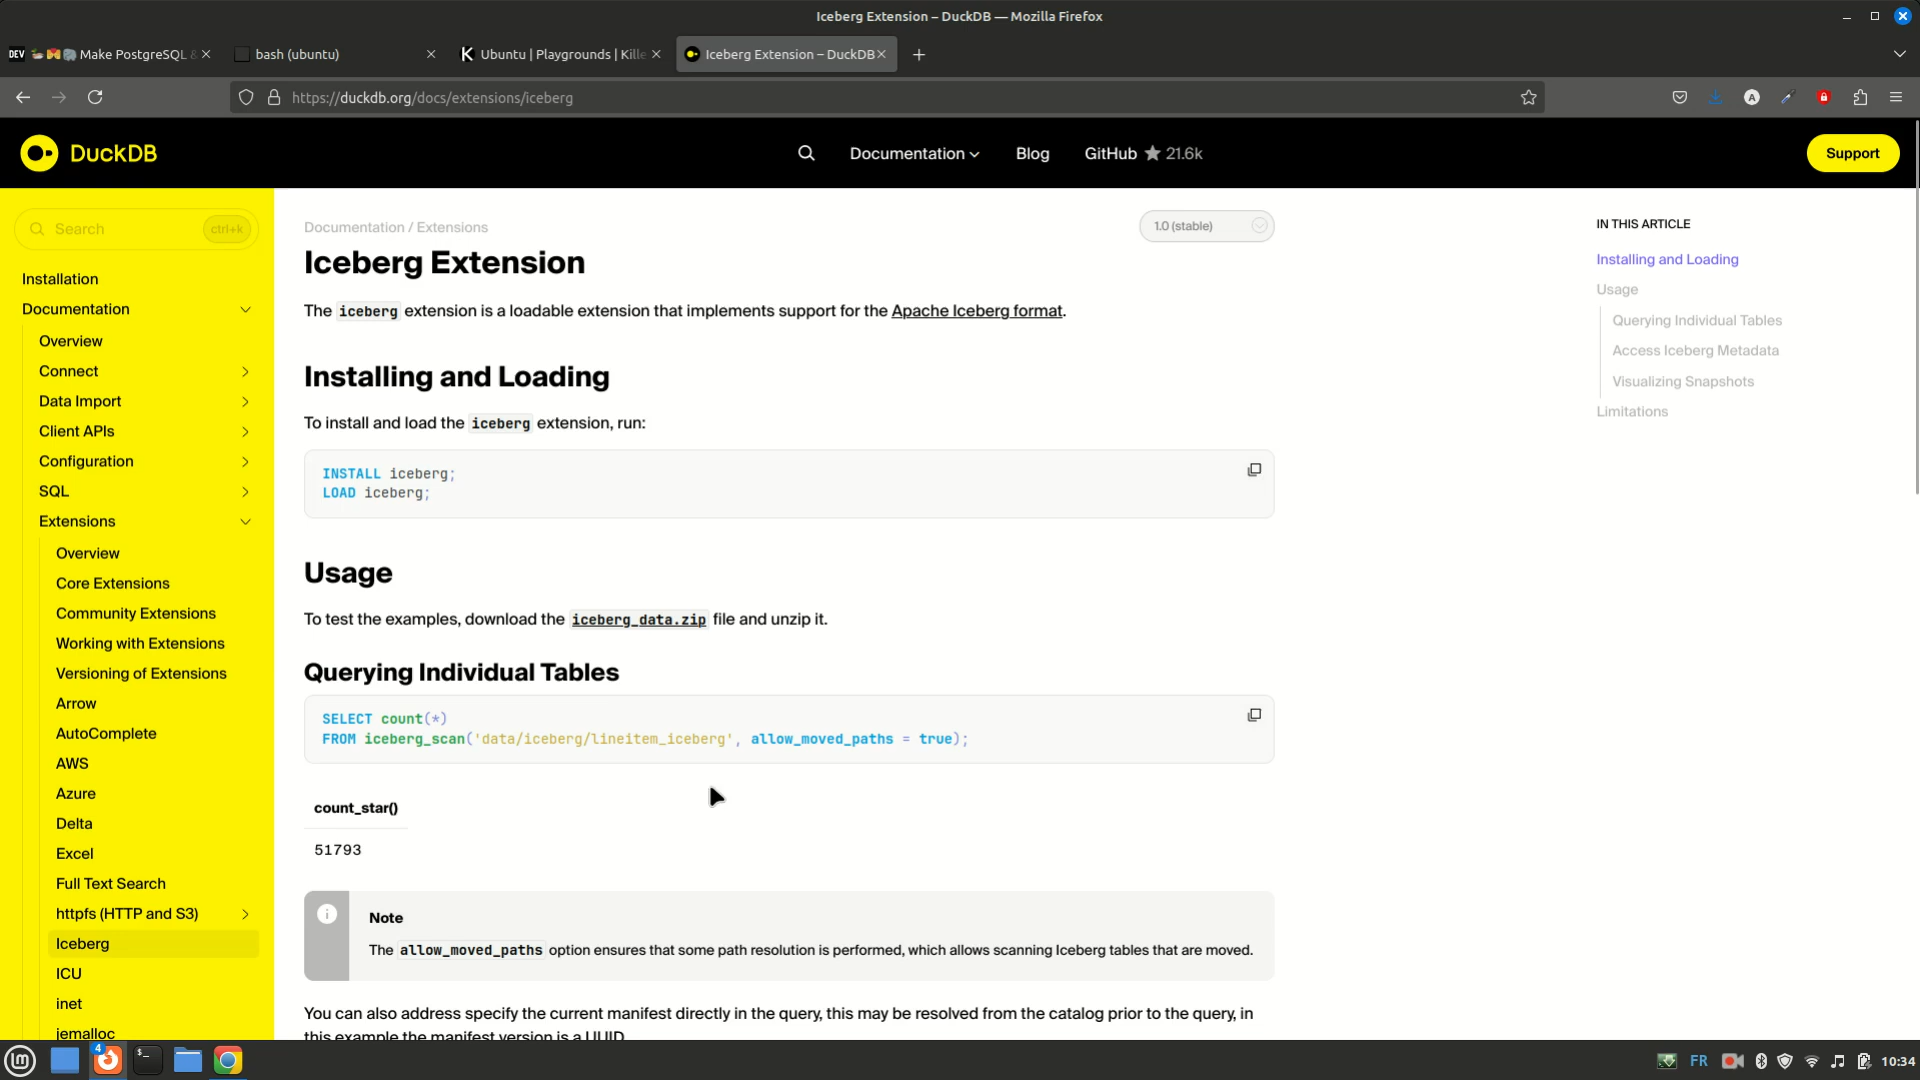 Iceberg Extension – DuckDB — Mozilla Firefox
DEV Make PostgreSQL &
bash (ubuntu)
Ubuntu | Playgrounds | Kille
Iceberg Extension – DuckDB
https://duckdb.org/docs/extensions/iceberg
DuckDB
Documentation
Blog
GitHub ★ 21.6k
Support
Search
ctrl+k
Installation
Documentation
Overview
Connect
Data Import
Client APIs
Configuration
SQL
Extensions
Overview
Core Extensions
Community Extensions
Working with Extensions
Versioning of Extensions
Arrow
AutoComplete
AWS
Azure
Delta
Excel
Full Text Search
httpfs (HTTP and S3)
Iceberg
ICU
inet
jemalloc
Documentation / Extensions
1.0 (stable)
Iceberg Extension
The iceberg extension is a loadable extension that implements support for the Apache Iceberg format.
Installing and Loading
To install and load the iceberg extension, run:
INSTALL iceberg;
LOAD iceberg;
Usage
To test the examples, download the iceberg_data.zip file and unzip it.
Querying Individual Tables
SELECT count(*)
FROM iceberg_scan('data/iceberg/lineitem_iceberg', allow_moved_paths = true);
count_star()
51793
Note
The allow_moved_paths option ensures that some path resolution is performed, which allows scanning Iceberg tables that are moved.
You can also address specify the current manifest directly in the query, this may be resolved from the catalog prior to the query, in
this example the manifest version is a UUID
IN THIS ARTICLE
Installing and Loading
Usage
Querying Individual Tables
Access Iceberg Metadata
Visualizing Snapshots
Limitations
4
FR
10:34